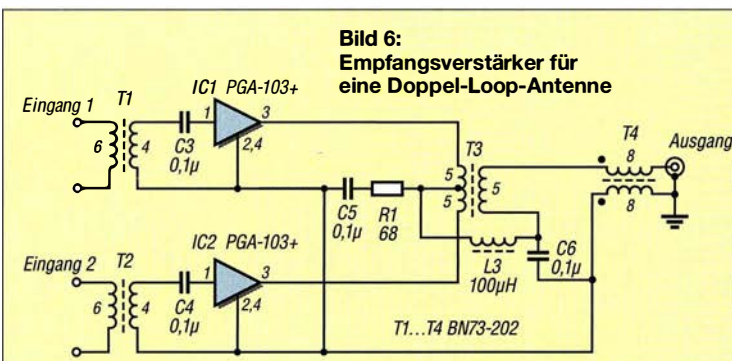 Bild 6:
Empfangsverstärker für
eine Doppel-Loop-Antenne
IC1 PGA-103+
Eingang 1
T1
6
4
C3
0,1µ
1
3
2,4
T3
5
5
5
T4
8
8
Ausgang
C5
0,1µ
R1
68
L3
100µH
C6
0,1µ
IC2 PGA-103+
Eingang 2
T2
6
4
C4
0,1µ
1
3
2,4
T1...T4 BN73-202